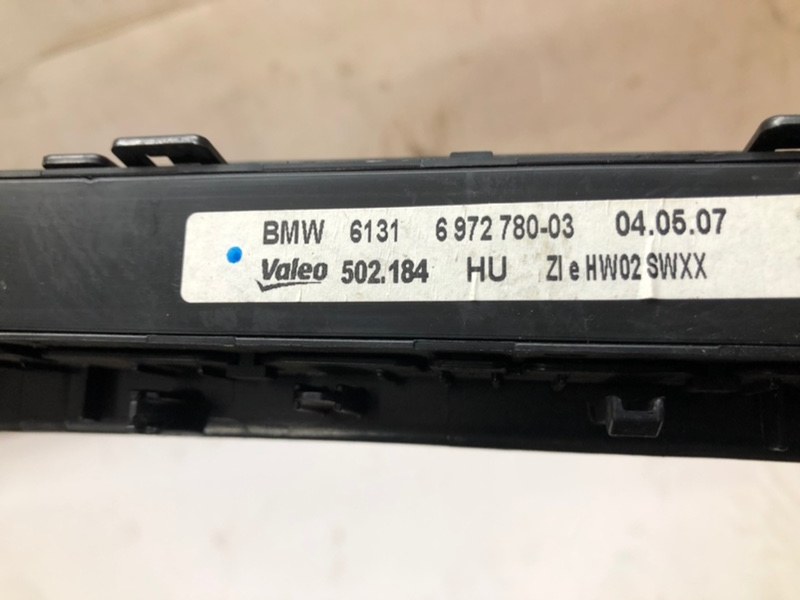 BMW 6131 6 972 780-03 04.05.07
Valeo 502.184 HU ZI e HW02 SWXX